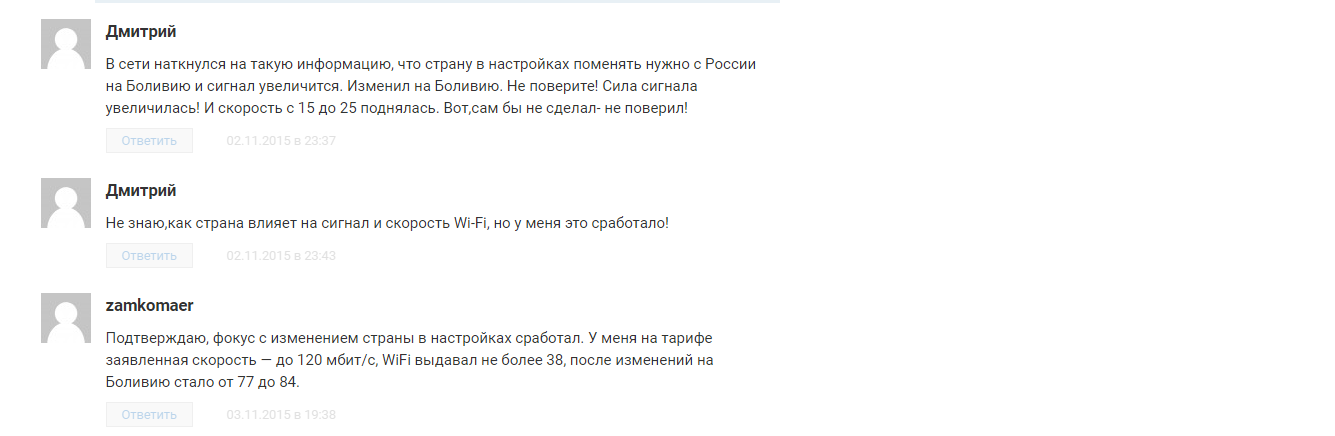 Дмитрий
В сети наткнулся на такую информацию, что страну в настройках поменять нужно с России
на Боливию и сигнал увеличится. Изменил на Боливию. Не поверите! Сила сигнала
увеличилась! И скорость с 15 до 25 поднялась. Вот,сам бы не сделал- не поверил!
Ответить 02.11.2015 в 23:37
Дмитрий
Не знаю,как страна влияет на сигнал и скорость Wi-Fi, но у меня это сработало!
Ответить 02.11.2015 в 23:43
zamkomaer
Подтверждаю, фокус с изменением страны в настройках сработал. У меня на тарифе
заявленная скорость — до 120 мбит/с, WiFi выдавал не более 38, после изменений на
Боливию стало от 77 до 84.
Ответить 03.11.2015 в 19:38